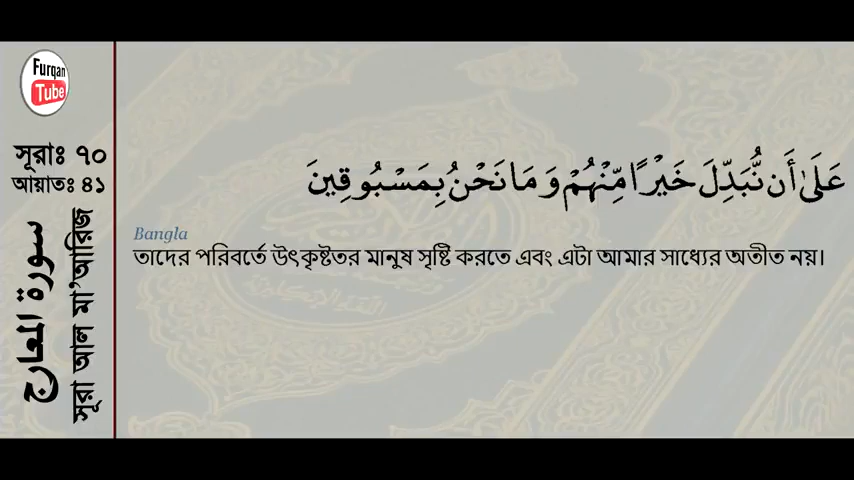 Furqan
Tube
সূরাঃ ৭০
আয়াতঃ ৪১
سورة المعارج
সূরা আল মা’আরিজ
عَلَىٰ أَن نُّبَدِّلَ خَيْرًا مِّنْهُمْ وَمَا نَحْنُ بِمَسْبُوقِينَ
Bangla
তাদের পরিবর্তে উৎকৃষ্টতর মানুষ সৃষ্টি করতে এবং এটা আমার সাধ্যের অতীত নয়।